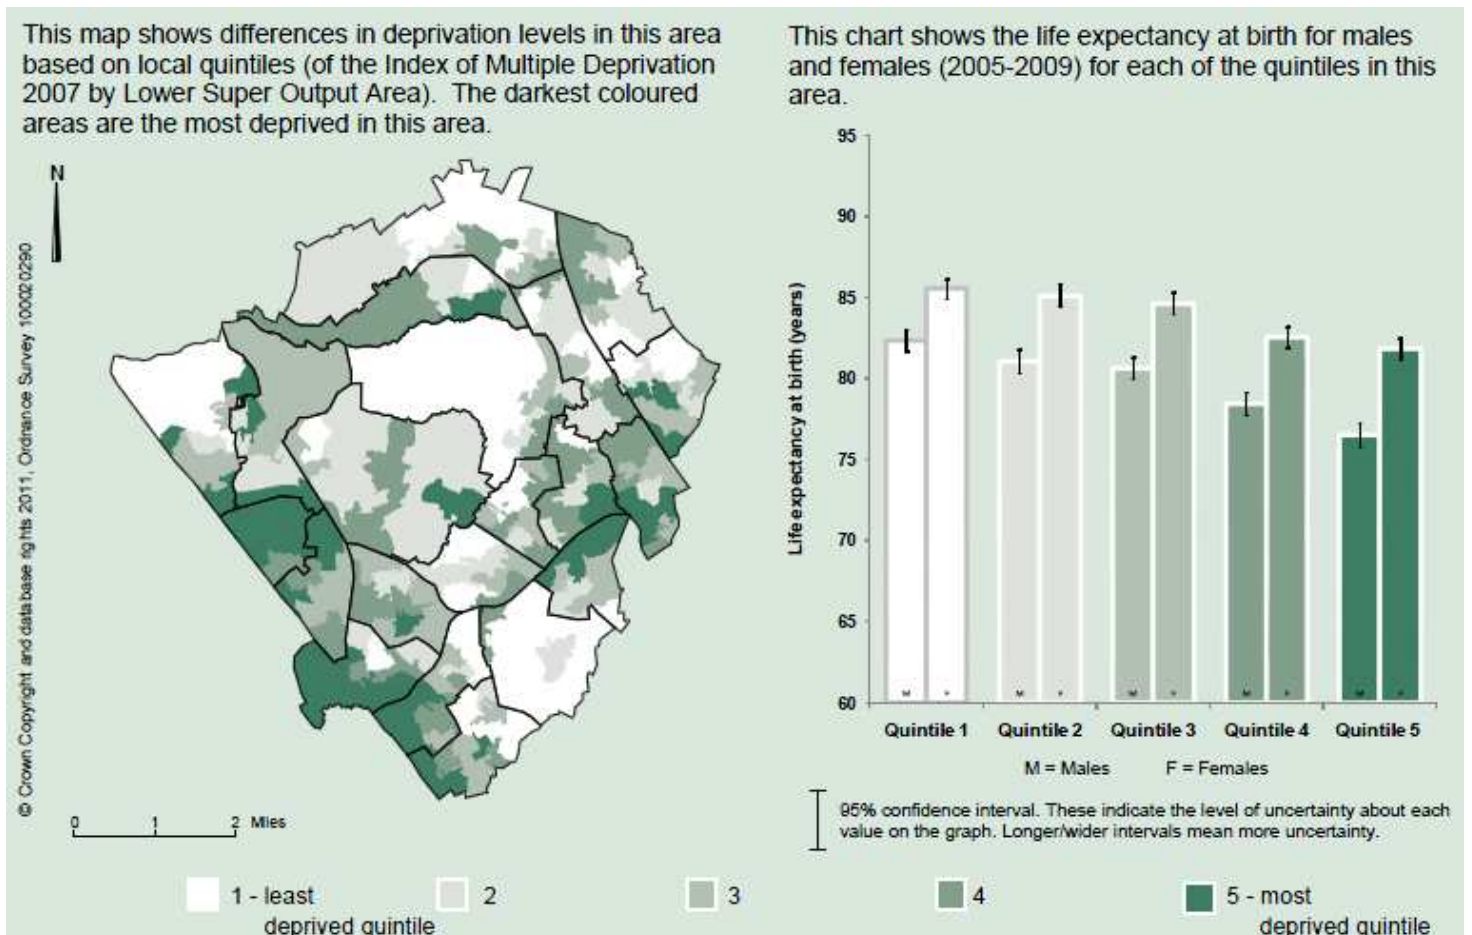 This map shows differences in deprivation levels in this area
based on local quintiles (of the Index of Multiple Deprivation
2007 by Lower Super Output Area).  The darkest coloured
areas are the most deprived in this area.
N
© Crown Copyright and database rights 2011, Ordnance Survey 100020290
0 1 2 Miles
This chart shows the life expectancy at birth for males
and females (2005-2009) for each of the quintiles in this
area.
Life expectancy at birth (years)
95
90
85
80
75
70
65
60
M F M F M F M F M F
Quintile 1 Quintile 2 Quintile 3 Quintile 4 Quintile 5
M = Males F = Females
95% confidence interval. These indicate the level of uncertainty about each
value on the graph. Longer/wider intervals mean more uncertainty.
1 - least
deprived quintile
2
3
4
5 - most
deprived quintile